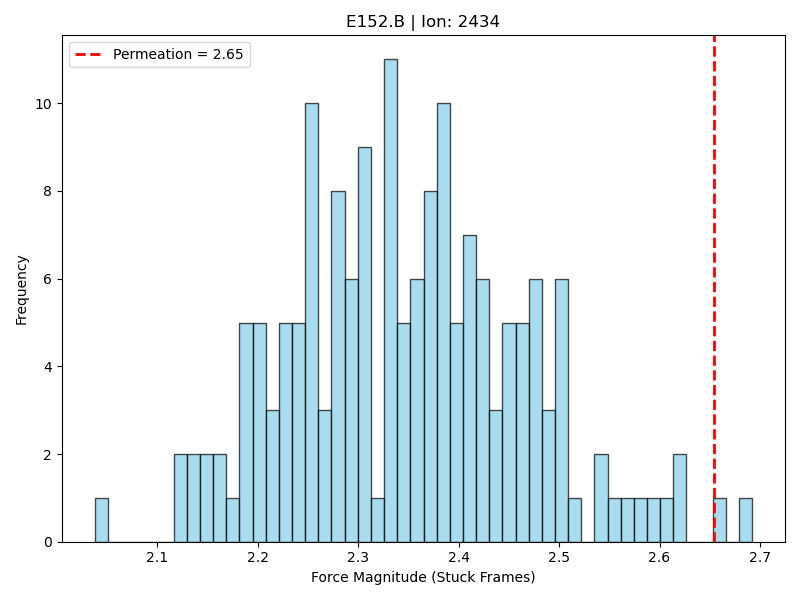 E152.B | Ion: 2434
Permeation = 2.65
Frequency
10
8
6
4
2
0
2.1 2.2 2.3 2.4 2.5 2.6 2.7
Force Magnitude (Stuck Frames)